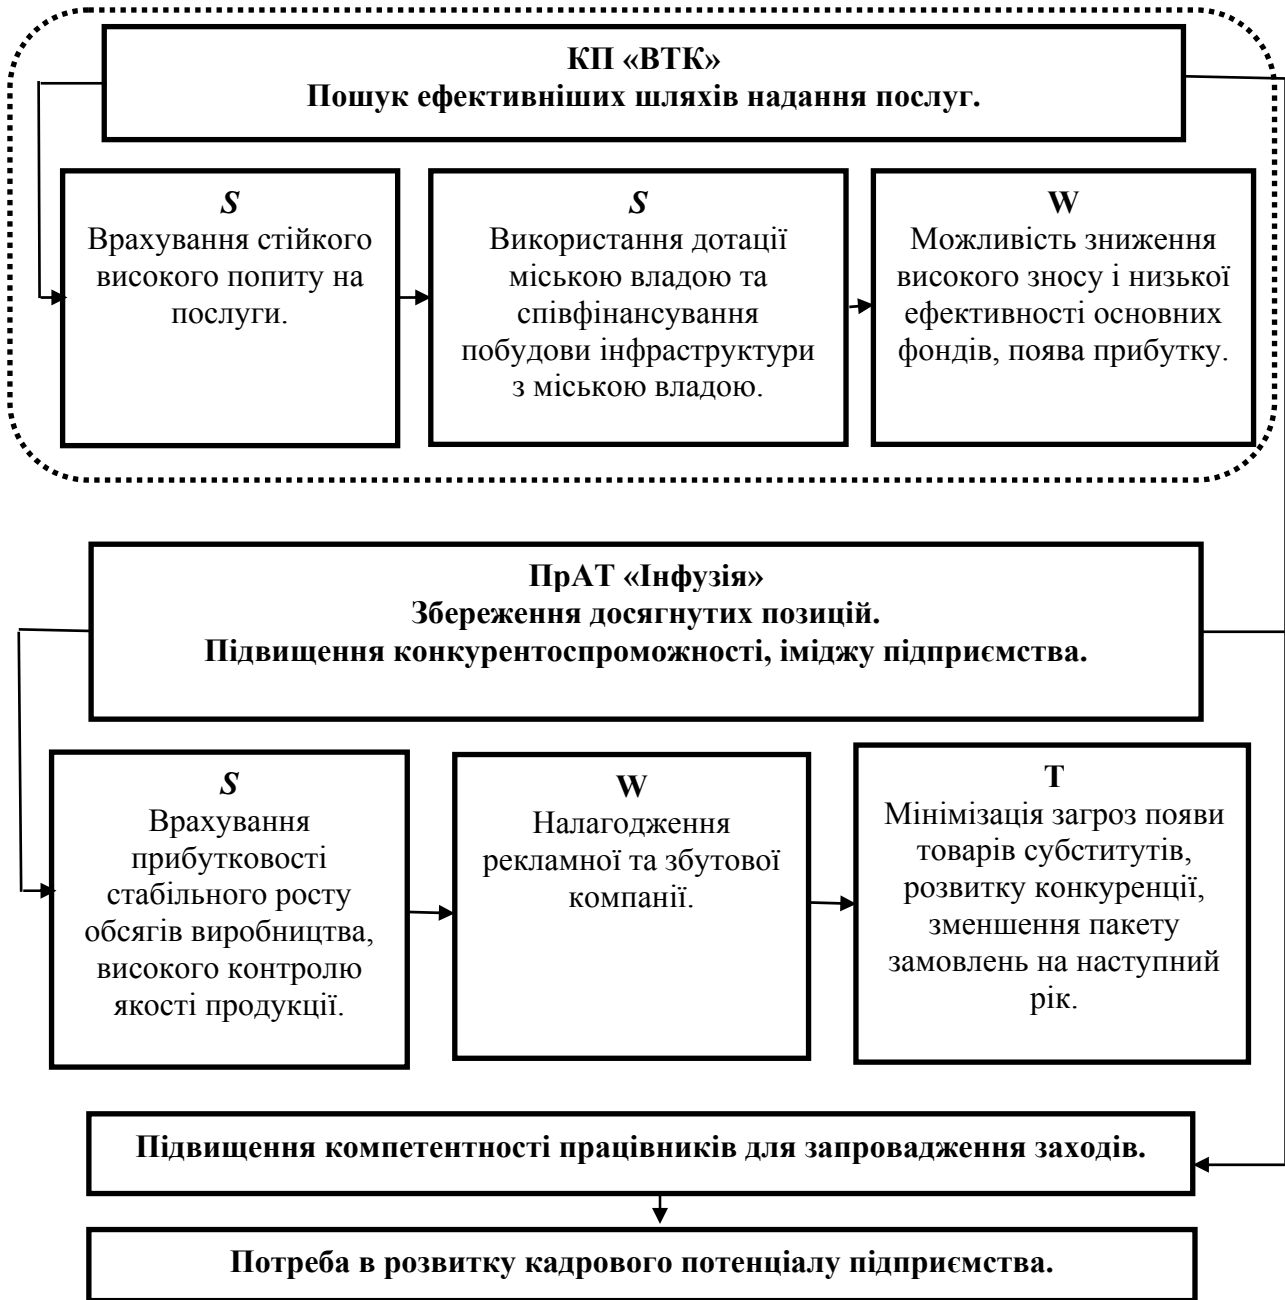 КП «ВТК»
Пошук ефективніших шляхів надання послуг.
S
Врахування стійкого
високого попиту на
послуги.
S
Використання дотації
міською владою та
співфінансування
побудови інфраструктури
з міською владою.
W
Можливість зниження
високого зносу і низької
ефективності основних
фондів, поява прибутку.
ПрАТ «Інфузія»
Збереження досягнутих позицій.
Підвищення конкурентоспроможності, іміджу підприємства.
S
Врахування
прибутковості
стабільного росту
обсягів виробництва,
високого контролю
якості продукції.
W
Налагодження
рекламної та збутової
компанії.
T
Мінімізація загроз появи
товарів субститутів,
розвитку конкуренції,
зменшення пакету
замовлень на наступний
рік.
Підвищення компетентності працівників для запровадження заходів.
Потреба в розвитку кадрового потенціалу підприємства.